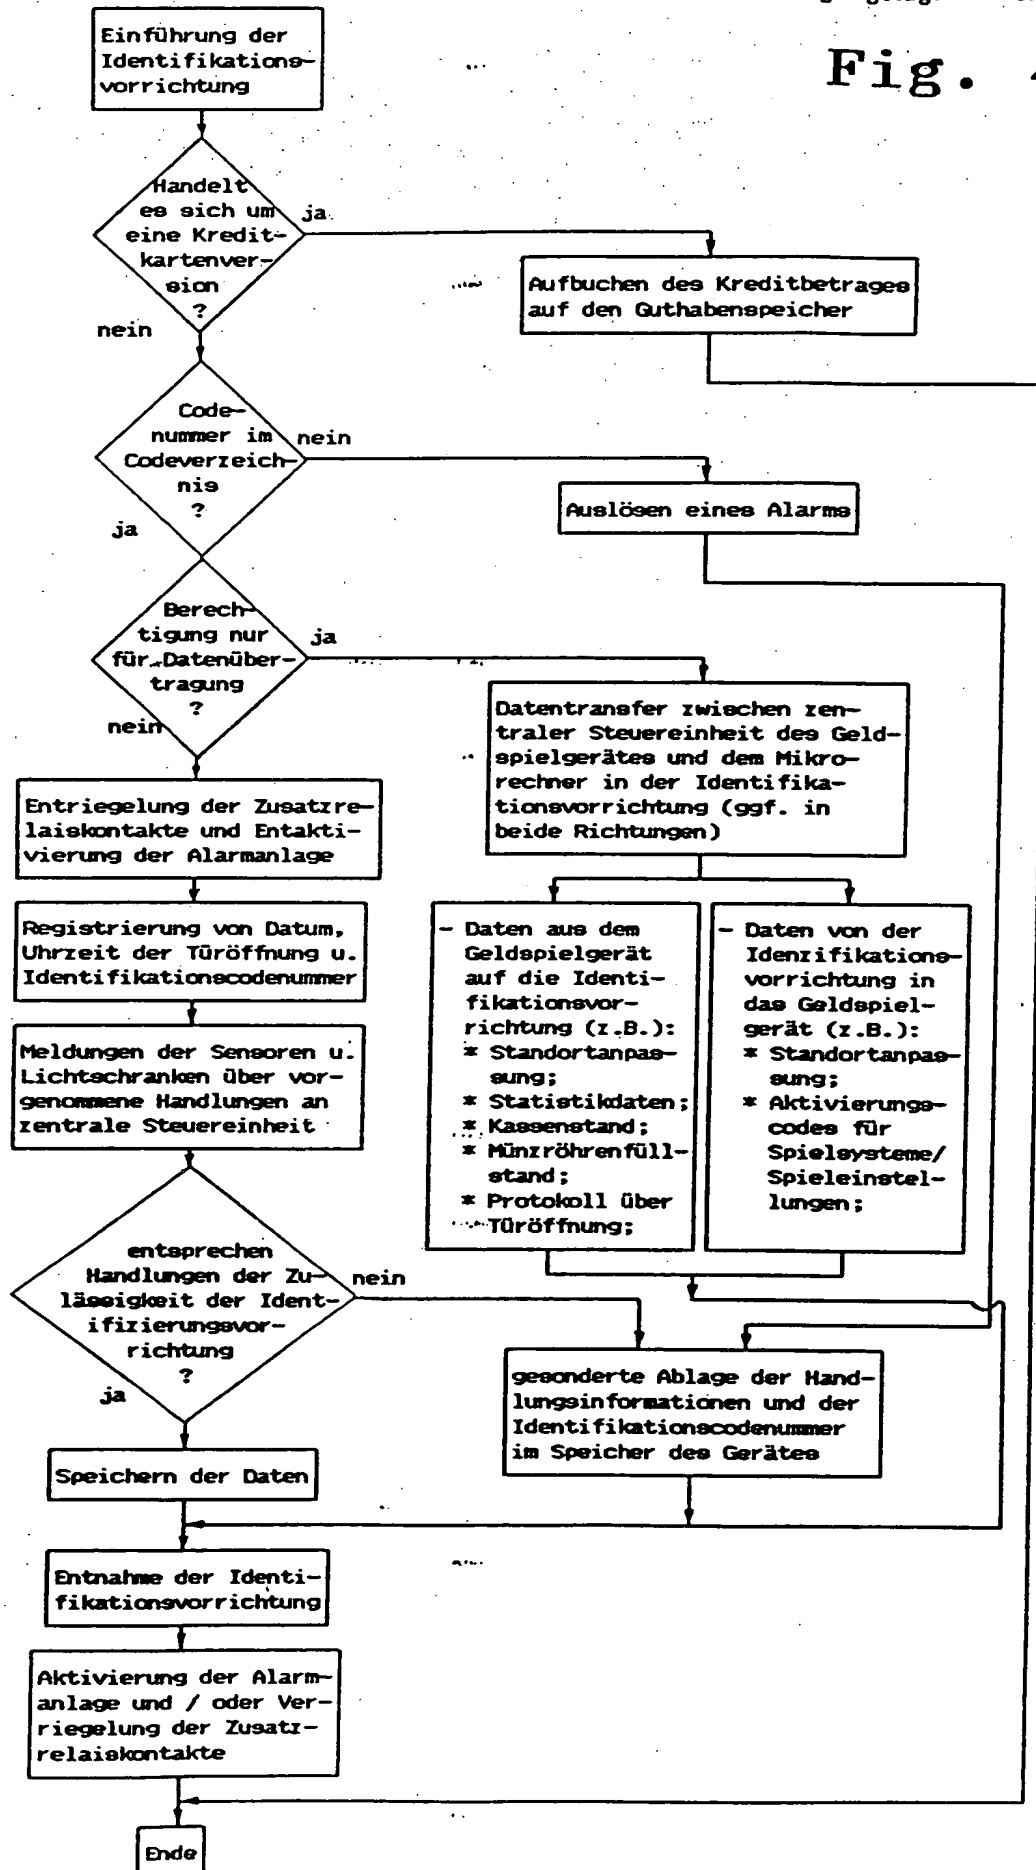 Fig.
Einführung der
Identifikations-
vorrichtung
Handelt
es sich um
eine Kredit-
kartenver-
sion
?
ja
nein
Aufbuchen des Kreditbetrages
auf den Guthabenspeicher
Code-
nummer im
Codeverzeich-
nis
?
nein
ja
Auslösen eines Alarms
Berech-
tigung nur
für Datenüber-
tragung
?
ja
nein
Datentransfer zwischen zen-
traler Steuereinheit des Geld-
spielgerätes und dem Mikro-
rechner in der Identifika-
tionsvorrichtung (ggf. in
beide Richtungen)
Entriegelung der Zusatzre-
laiskontakte und Entakti-
vierung der Alarmanlage
Registrierung von Datum,
Uhrzeit der Türöffnung u.
Identifikationscodenummer
Meldungen der Sensoren u.
Lichtschranken über vor-
genommene Handlungen an
zentrale Steuereinheit
- Daten aus dem
Geldspielgerät
auf die Identi-
fikationsvor-
richtung (z.B.):
* Standortanpas-
sung;
* Statistikdaten;
* Kassenstand;
* Münzröhrenfüll-
stand;
* Protokoll über
Türöffnung;
- Daten von der
Idenzifikations-
vorrichtung in
das Geldspiel-
gerät (z.B.):
* Standortanpas-
sung;
* Aktivierungs-
codes für
Spielsysteme/
Spieleinstel-
lungen;
entsprechen
Handlungen der Zu-
lässigkeit der Ident-
ifizierungsvor-
richtung
?
nein
ja
gesonderte Ablage der Hand-
lungsinformationen und der
Identifikationscodenummer
im Speicher des Gerätes
Speichern der Daten
Entnahme der Identi-
fikationsvorrichtung
Aktivierung der Alarm-
anlage und / oder Ver-
riegelung der Zusatz-
relaiskontakte
Ende